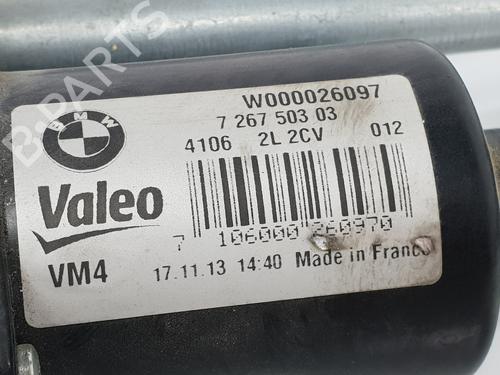 W000026097
BMW
7 267 503 03
4106 2L 2CV 012
Valeo
7 106000 260970
VM4 17.11.13 14:40 Made in France
B.PARTS